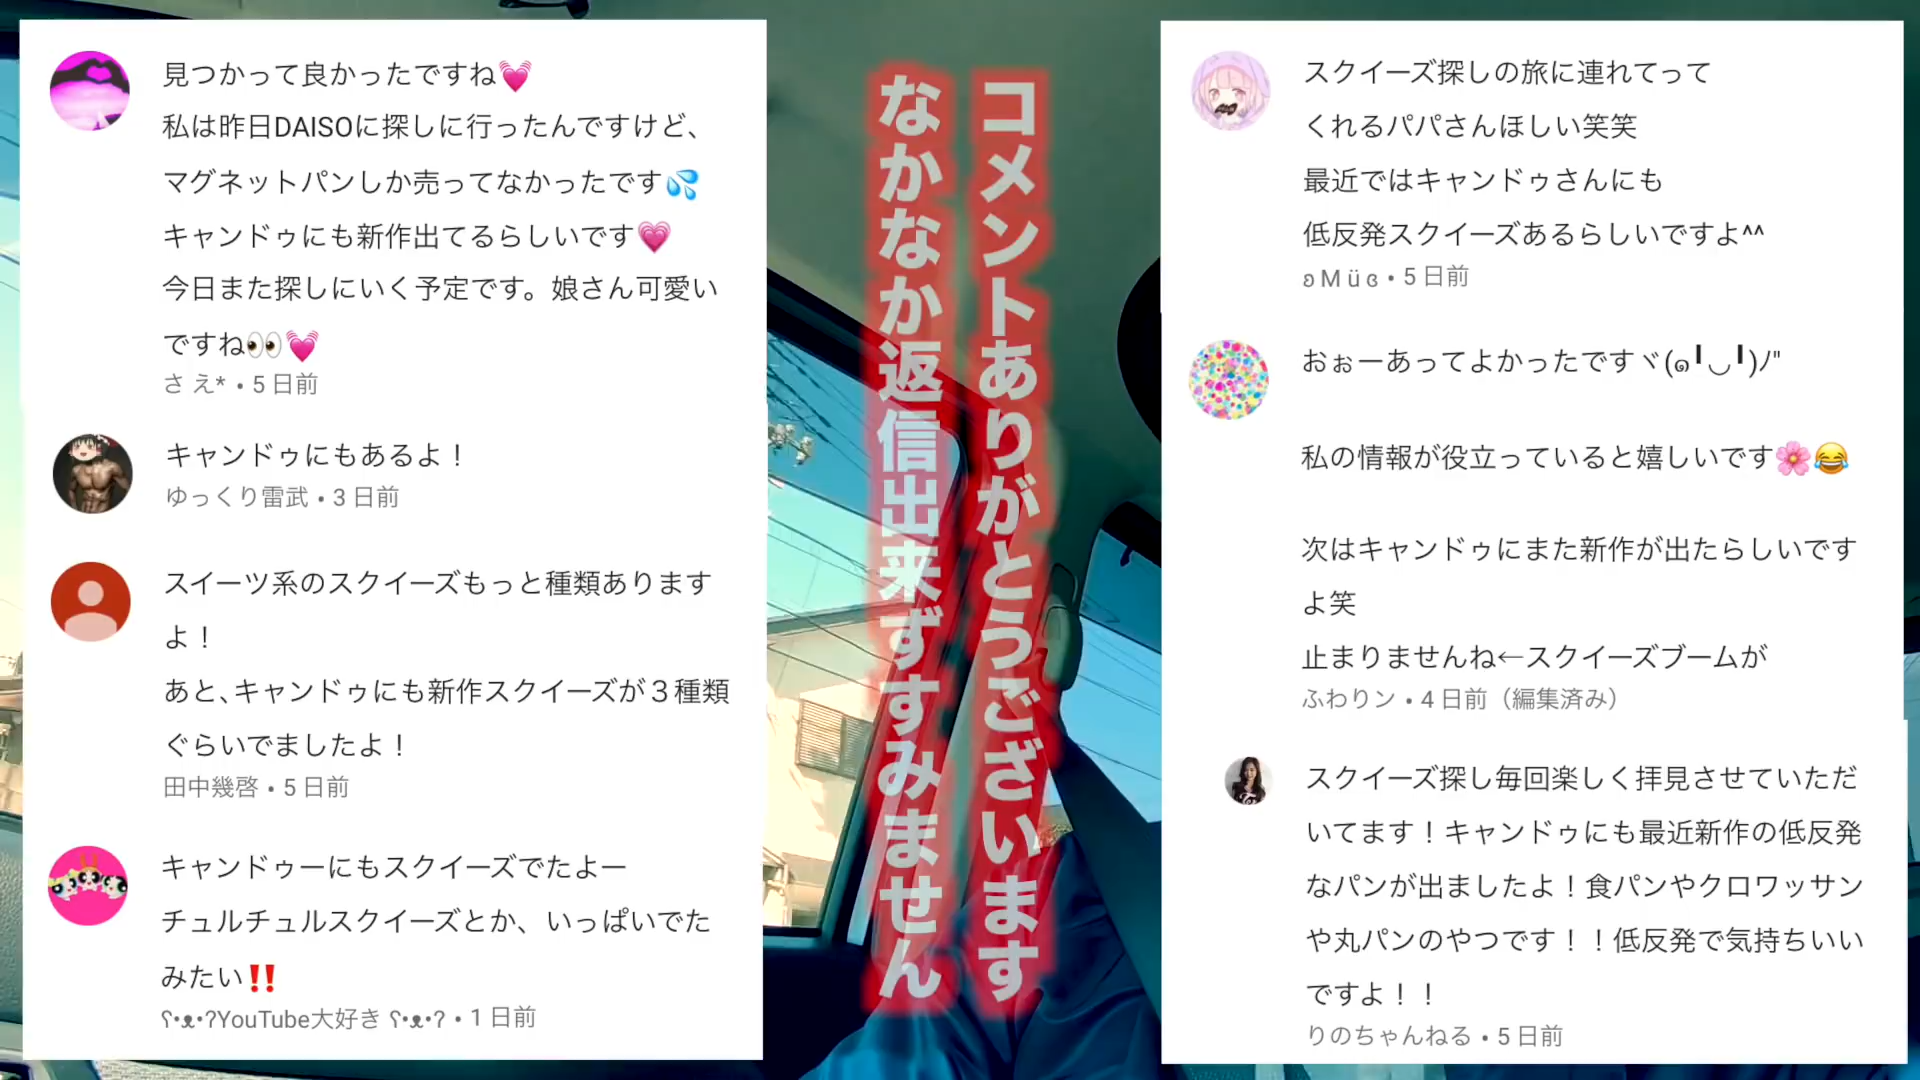 見つかって良かったですね💓
私は昨日DAISOに探しに行ったんですけど、
マグネットパンしか売ってなかったです💦
キャンドゥにも新作出てるらしいです💗
今日また探しにいく予定です。娘さん可愛い
ですね👀💓
さ え* • 5 日前
キャンドゥにもあるよ！
ゆっくり雷武 • 3 日前
スイーツ系のスクイーズもっと種類あります
よ！
あと、キャンドゥにも新作スクイーズが３種類
ぐらいでましたよ！
田中幾啓 • 5 日前
キャンドゥーにもスクイーズでたよー
チュルチュルスクイーズとか、いっぱいでた
みたい‼️
ʕ•ᴥ•ʔYouTube大好き ʕ•ᴥ•ʔ • 1 日前
コメントありがとうございます
なかなか返信出来ずすみません
スクイーズ探しの旅に連れてって
くれるパパさんほしい笑笑
最近ではキャンドゥさんにも
低反発スクイーズあるらしいですよ^^
ʚ M ü ɞ • 5 日前
おぉーあってよかったですヾ(๑╹◡╹)ﾉ"
私の情報が役立っていると嬉しいです🌸😂
次はキャンドゥにまた新作が出たらしいです
よ笑
止まりませんね←スクイーズブームが
ふわりン • 4 日前（編集済み）
スクイーズ探し毎回楽しく拝見させていただ
いてます！キャンドゥにも最近新作の低反発
なパンが出ましたよ！食パンやクロワッサン
や丸パンのやつです！！低反発で気持ちいい
ですよ！！
りのちゃんねる • 5 日前